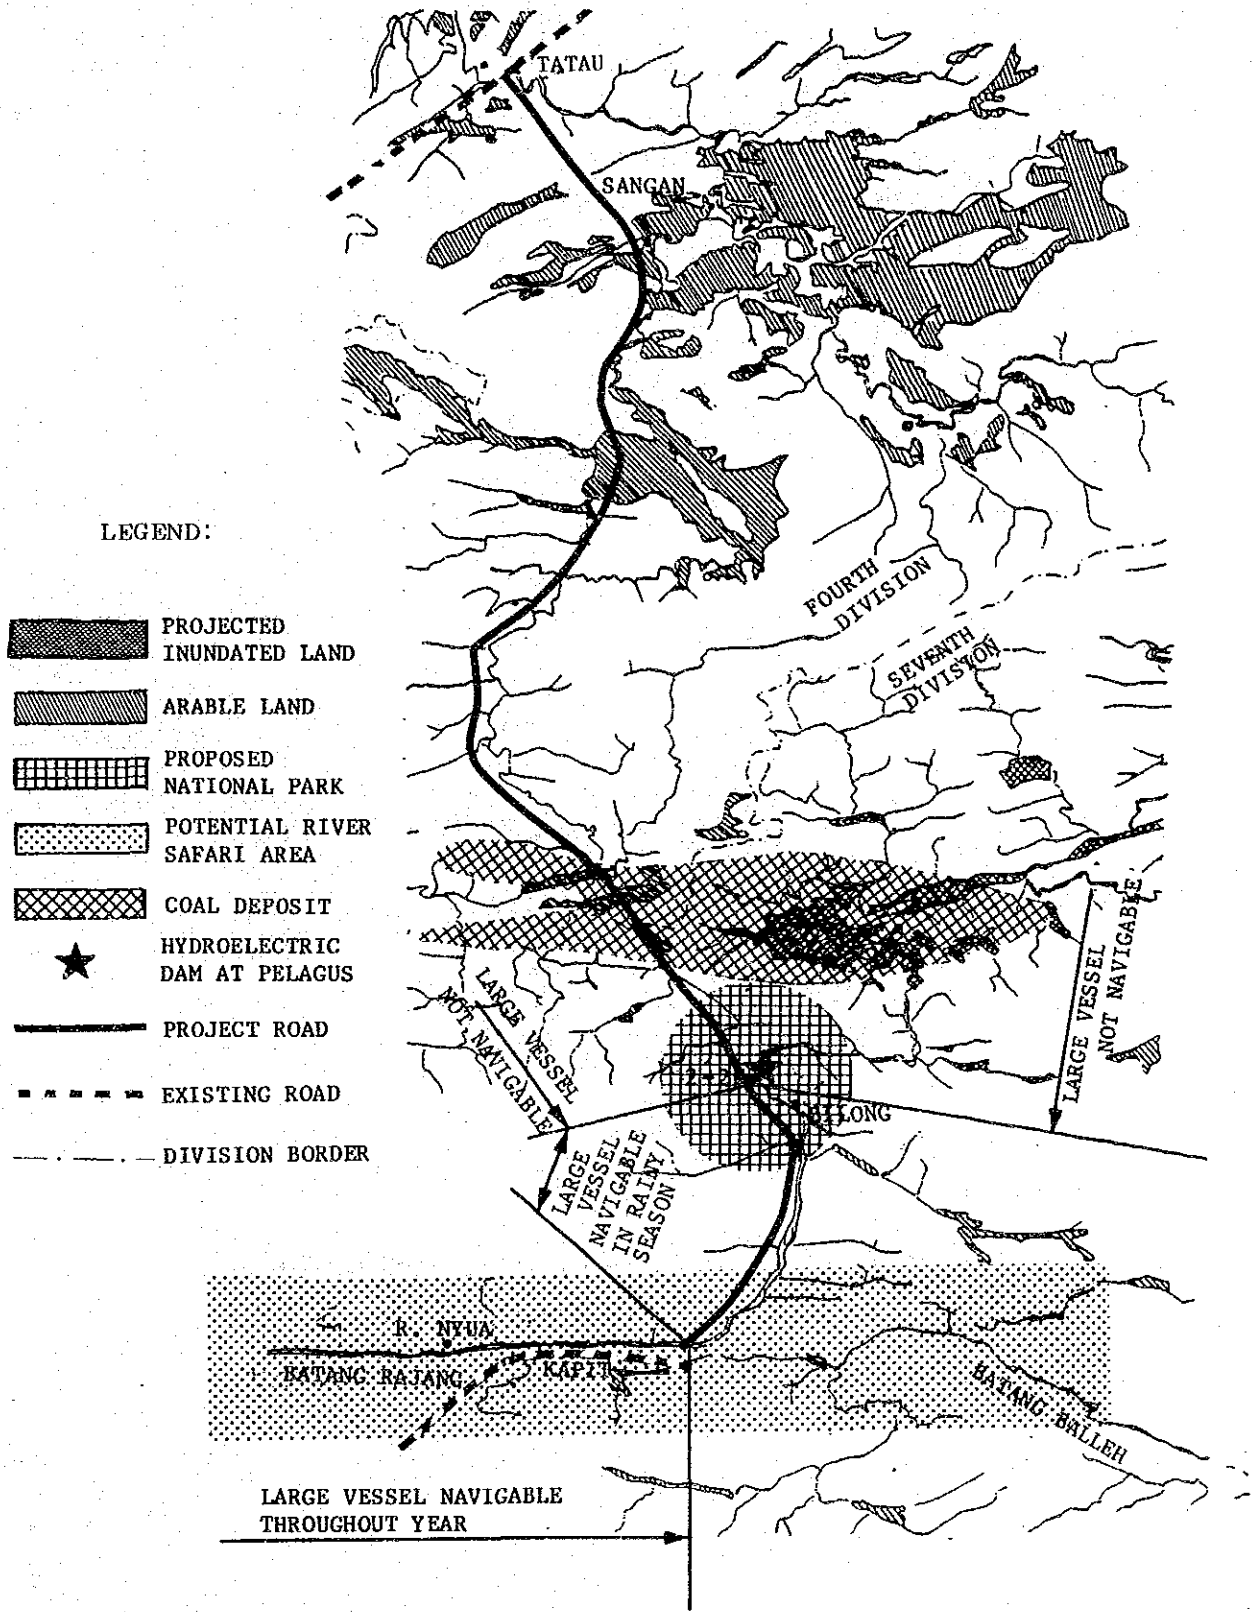 TATAU
SANGAN
LEGEND:
PROJECTED
INUNDATED LAND
ARABLE LAND
PROPOSED
NATIONAL PARK
POTENTIAL RIVER
SAFARI AREA
COAL DEPOSIT
HYDROELECTRIC
DAM AT PELAGUS
PROJECT ROAD
EXISTING ROAD
DIVISION BORDER
FOURTH
DIVISION
SEVENTH
DIVISION
LARGE VESSEL
NOT NAVIGABLE
LARGE VESSEL
NOT NAVIGABLE
LARGE
VESSEL
NAVIGABLE
IN RAINY
SEASON
R. NYUA
BATANG RAJANG
KAPIT
BATANG BALLEH
LARGE VESSEL NAVIGABLE
THROUGHOUT YEAR